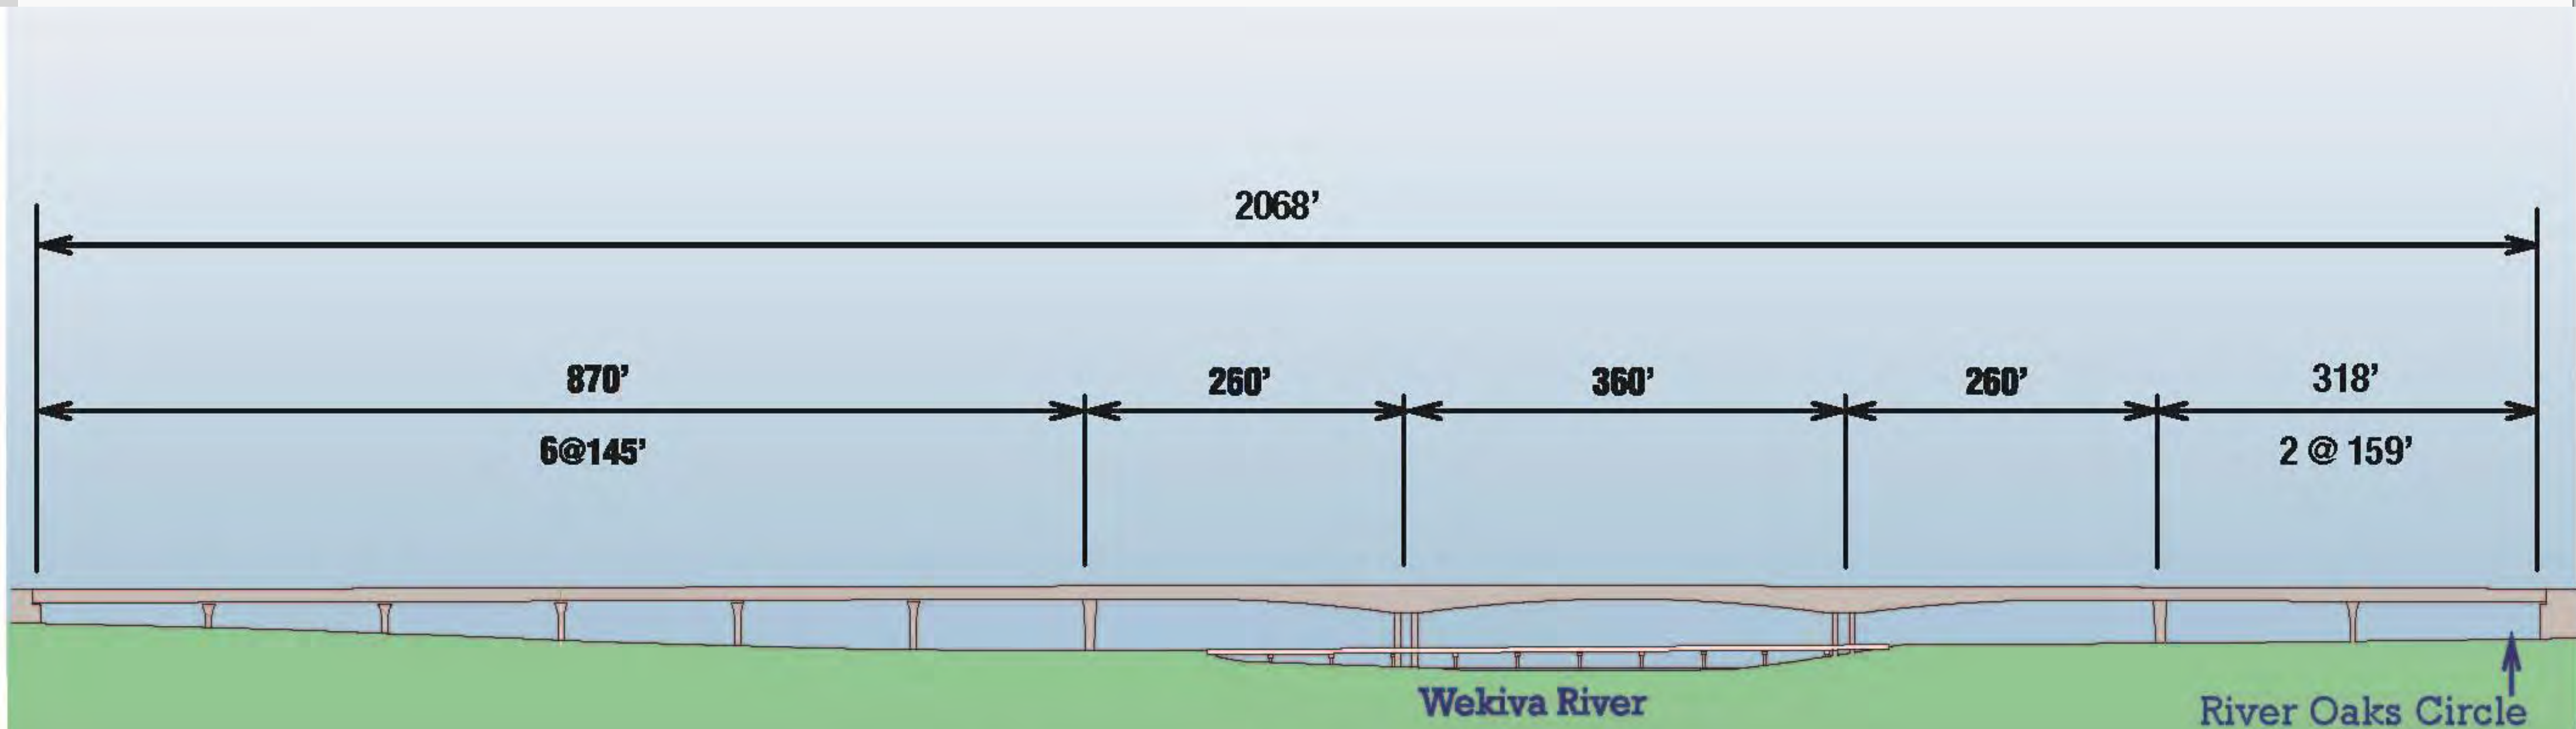 2068’
870’
260’
360’
260’
318’
6@145’
2 @ 159’
Wekiva River
River Oaks Circle